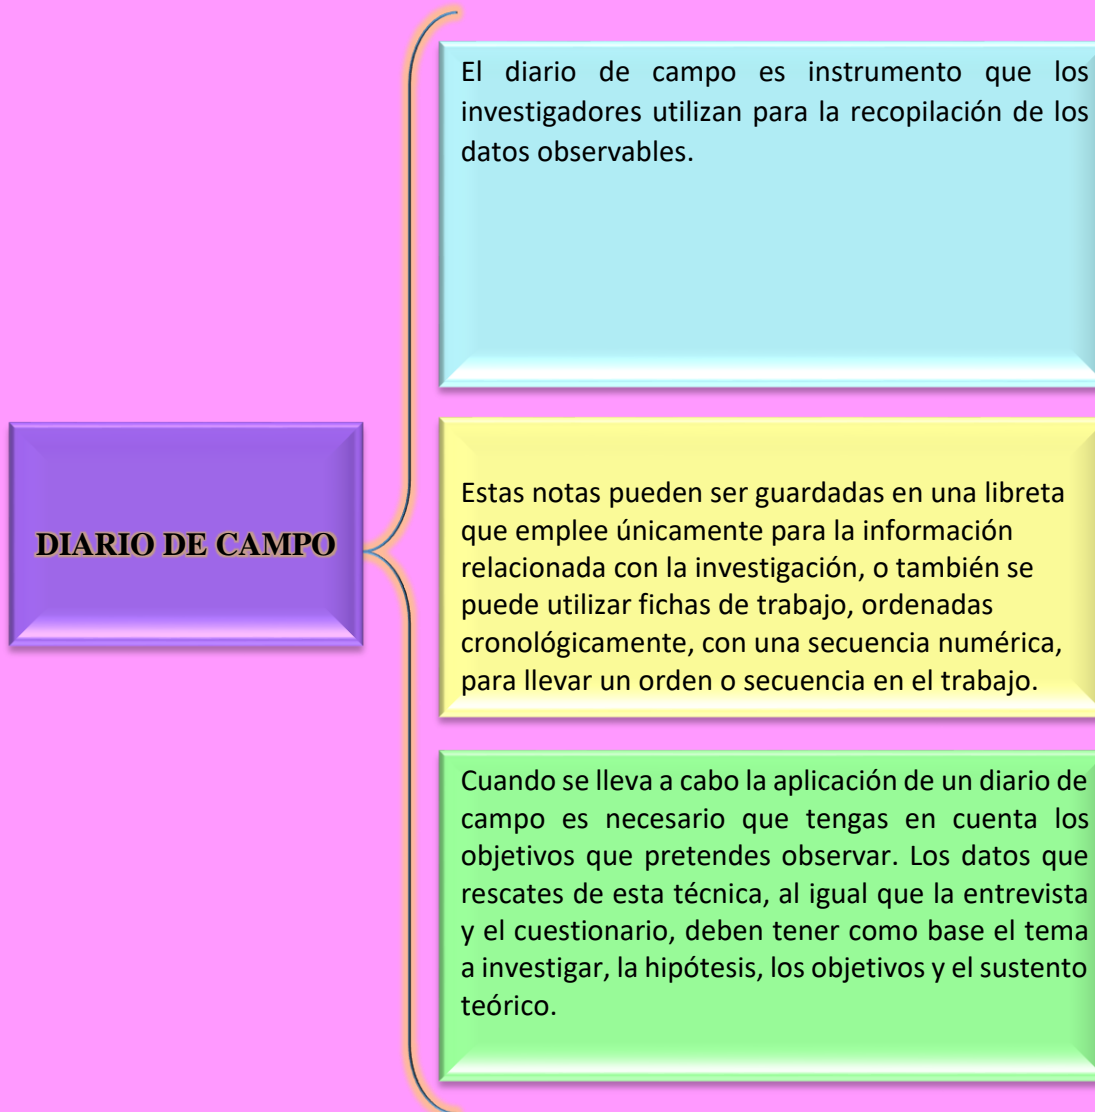 El diario de campo es instrumento que los
investigadores utilizan para la recopilación de los
datos observables.
DIARIO DE CAMPO
Estas notas pueden ser guardadas en una libreta
que emplee únicamente para la información
relacionada con la investigación, o también se
puede utilizar fichas de trabajo, ordenadas
cronológicamente, con una secuencia numérica,
para llevar un orden o secuencia en el trabajo.
Cuando se lleva a cabo la aplicación de un diario de
campo es necesario que tengas en cuenta los
objetivos que pretendes observar. Los datos que
rescates de esta técnica, al igual que la entrevista
y el cuestionario, deben tener como base el tema
a investigar, la hipótesis, los objetivos y el sustento
teórico.